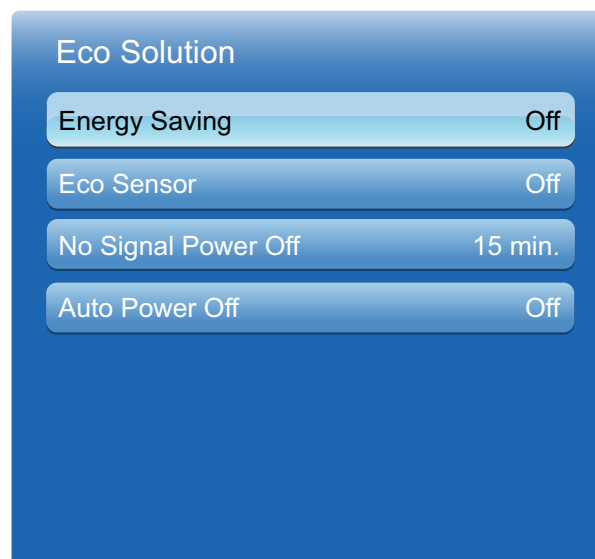 Eco Solution
Energy Saving Off
Eco Sensor Off
No Signal Power Off 15 min.
Auto Power Off Off